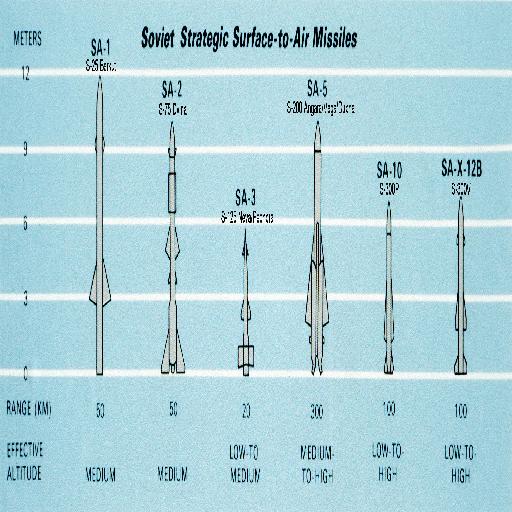 Soviet Strategic Surface-to-Air Missiles
METERS
12
9
6
3
0
SA-1
S-25 Berkut
SA-2
S-75 Dvina
SA-3
S-125 Neva/Pechora
SA-5
S-200 Angara/Vega/Dubna
SA-10
S-300P
SA-X-12B
S-300V
RANGE (KM) 50 50 20 300 100 100
EFFECTIVE
ALTITUDE
MEDIUM
MEDIUM
LOW-TO
MEDIUM
MEDIUM-
TO-HIGH
LOW-TO-
HIGH
LOW-TO-
HIGH